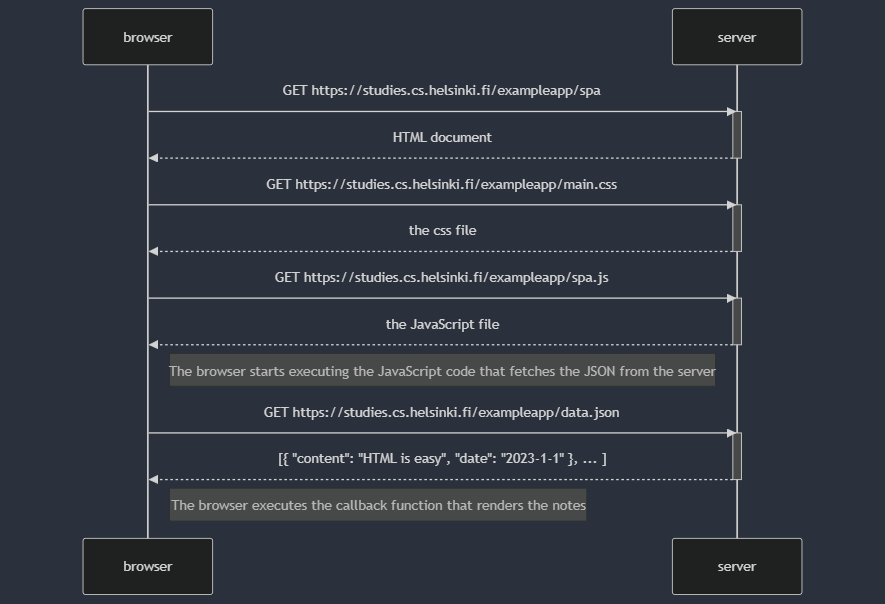 browser
server
GET https://studies.cs.helsinki.fi/exampleapp/spa
HTML document
GET https://studies.cs.helsinki.fi/exampleapp/main.css
the css file
GET https://studies.cs.helsinki.fi/exampleapp/spa.js
the JavaScript file
The browser starts executing the JavaScript code that fetches the JSON from the server
GET https://studies.cs.helsinki.fi/exampleapp/data.json
[{ "content": "HTML is easy", "date": "2023-1-1" }, ... ]
The browser executes the callback function that renders the notes
browser
server